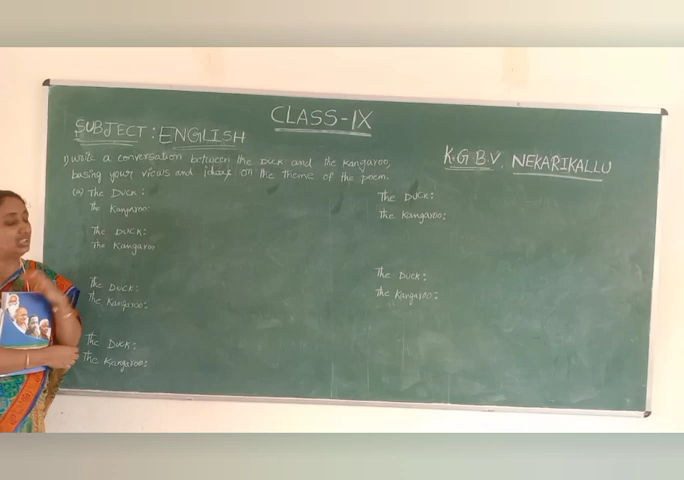 CLASS-IX
SUBJECT : ENGLISH
K.G.B.V. NEKARIKALLU
1) Write a conversation between the Duck and the Kangaroo,
basing your views and ideas on the theme of the poem.
(a) The Duck :
The Kangaroo:
The Duck:
The Kangaroo
The Duck:
The Kangaroo:
The Duck:
The Kangaroo:
The Duck:
The Kangaroo:
The Duck:
The Kangaroo: